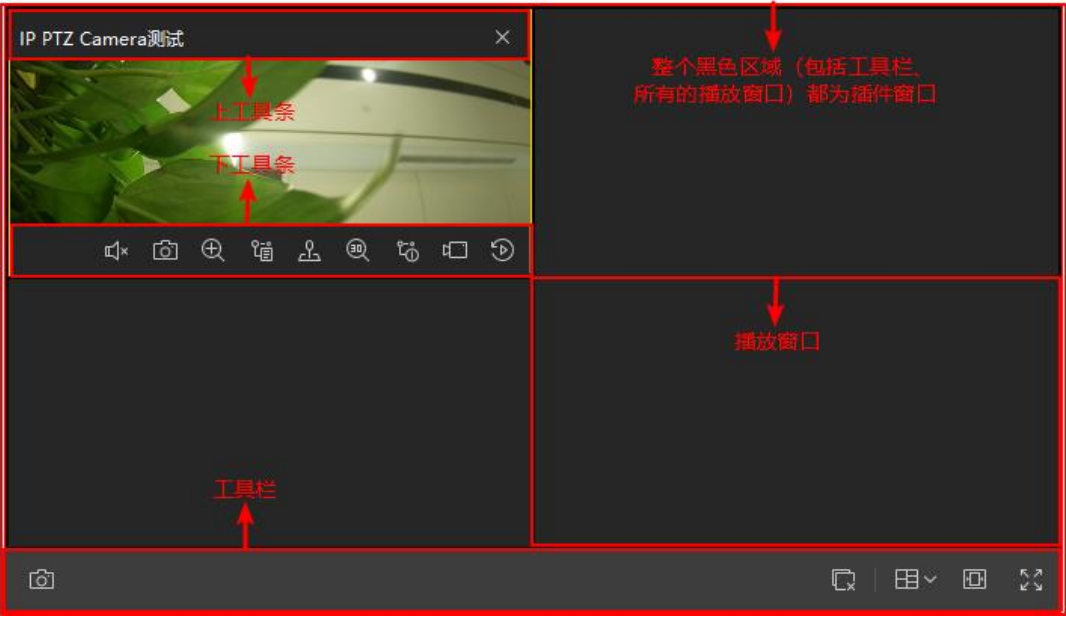 IP PTZ Camera测试
整个黑色区域（包括工具栏、
所有的播放窗口）都为插件窗口
上工具条
下工具条
3D
播放窗口
工具栏